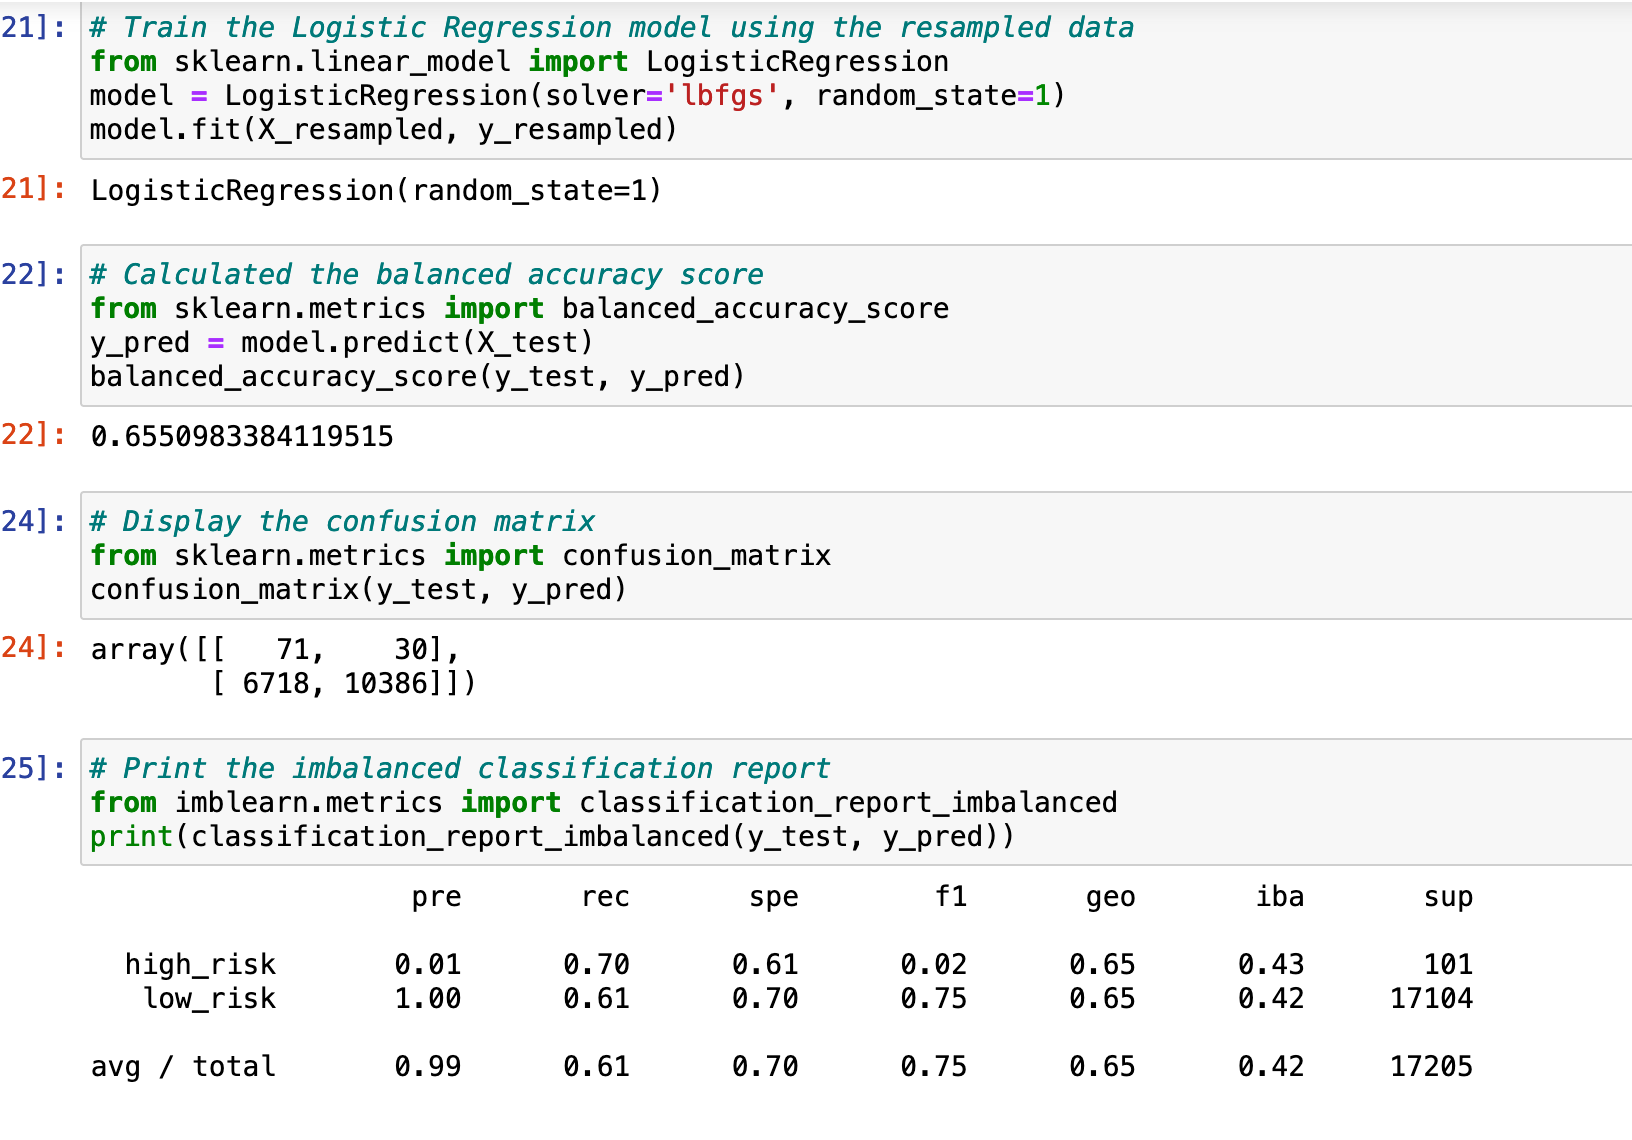 21]: # Train the Logistic Regression model using the resampled data
from sklearn.linear_model import LogisticRegression
model = LogisticRegression(solver='lbfgs', random_state=1)
model.fit(X_resampled, y_resampled)
21]: LogisticRegression(random_state=1)
22]: # Calculated the balanced accuracy score
from sklearn.metrics import balanced_accuracy_score
y_pred = model.predict(X_test)
balanced_accuracy_score(y_test, y_pred)
22]: 0.6550983384119515
24]: # Display the confusion matrix
from sklearn.metrics import confusion_matrix
confusion_matrix(y_test, y_pred)
24]: array([[   71,    30],
       [ 6718, 10386]])
25]: # Print the imbalanced classification report
from imblearn.metrics import classification_report_imbalanced
print(classification_report_imbalanced(y_test, y_pred))
pre rec spe f1 geo iba sup
high_risk 0.01 0.70 0.61 0.02 0.65 0.43 101
low_risk 1.00 0.61 0.70 0.75 0.65 0.42 17104
avg / total 0.99 0.61 0.70 0.75 0.65 0.42 17205